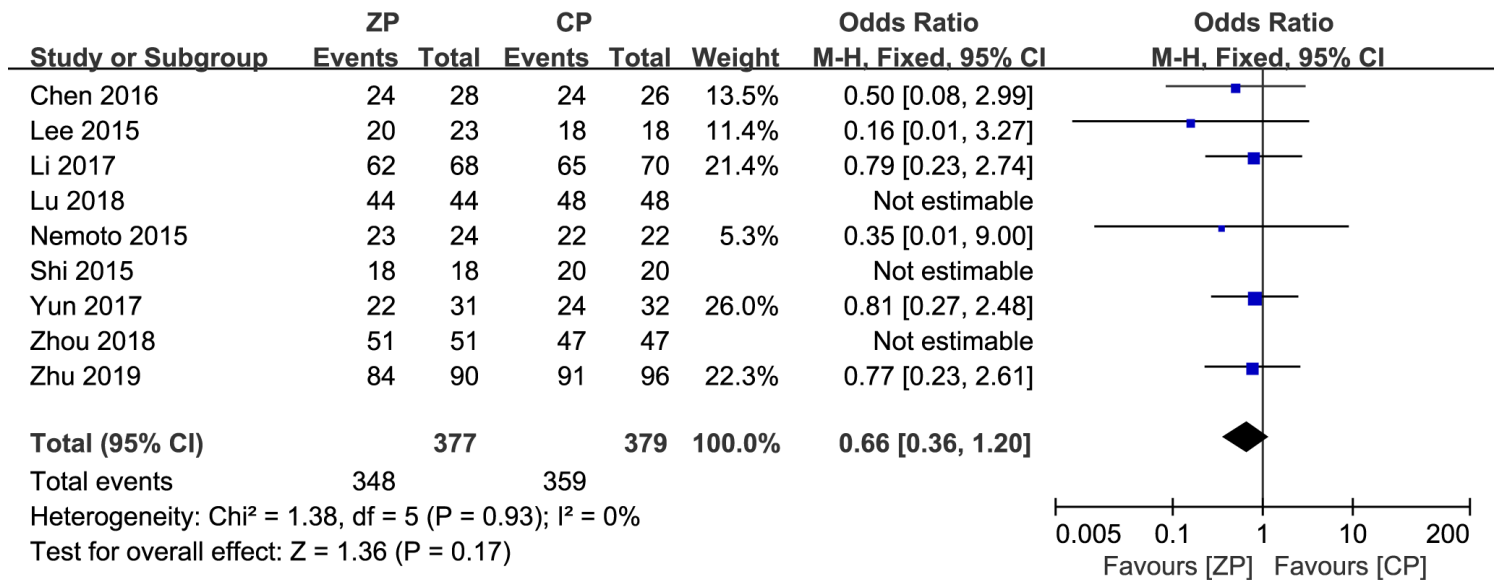 ZP CP Odds Ratio Odds Ratio
Study or Subgroup Events Total Events Total Weight M-H, Fixed, 95% CI M-H, Fixed, 95% CI
Chen 2016 24 28 24 26 13.5% 0.50 [0.08, 2.99]
Lee 2015 20 23 18 18 11.4% 0.16 [0.01, 3.27]
Li 2017 62 68 65 70 21.4% 0.79 [0.23, 2.74]
Lu 2018 44 44 48 48 Not estimable
Nemoto 2015 23 24 22 22 5.3% 0.35 [0.01, 9.00]
Shi 2015 18 18 20 20 Not estimable
Yun 2017 22 31 24 32 26.0% 0.81 [0.27, 2.48]
Zhou 2018 51 51 47 47 Not estimable
Zhu 2019 84 90 91 96 22.3% 0.77 [0.23, 2.61]
Total (95% CI) 377 379 100.0% 0.66 [0.36, 1.20]
Total events 348 359
Heterogeneity: Chi² = 1.38, df = 5 (P = 0.93); I² = 0%
Test for overall effect: Z = 1.36 (P = 0.17)
0.005 0.1 1 10 200
Favours [ZP] Favours [CP]